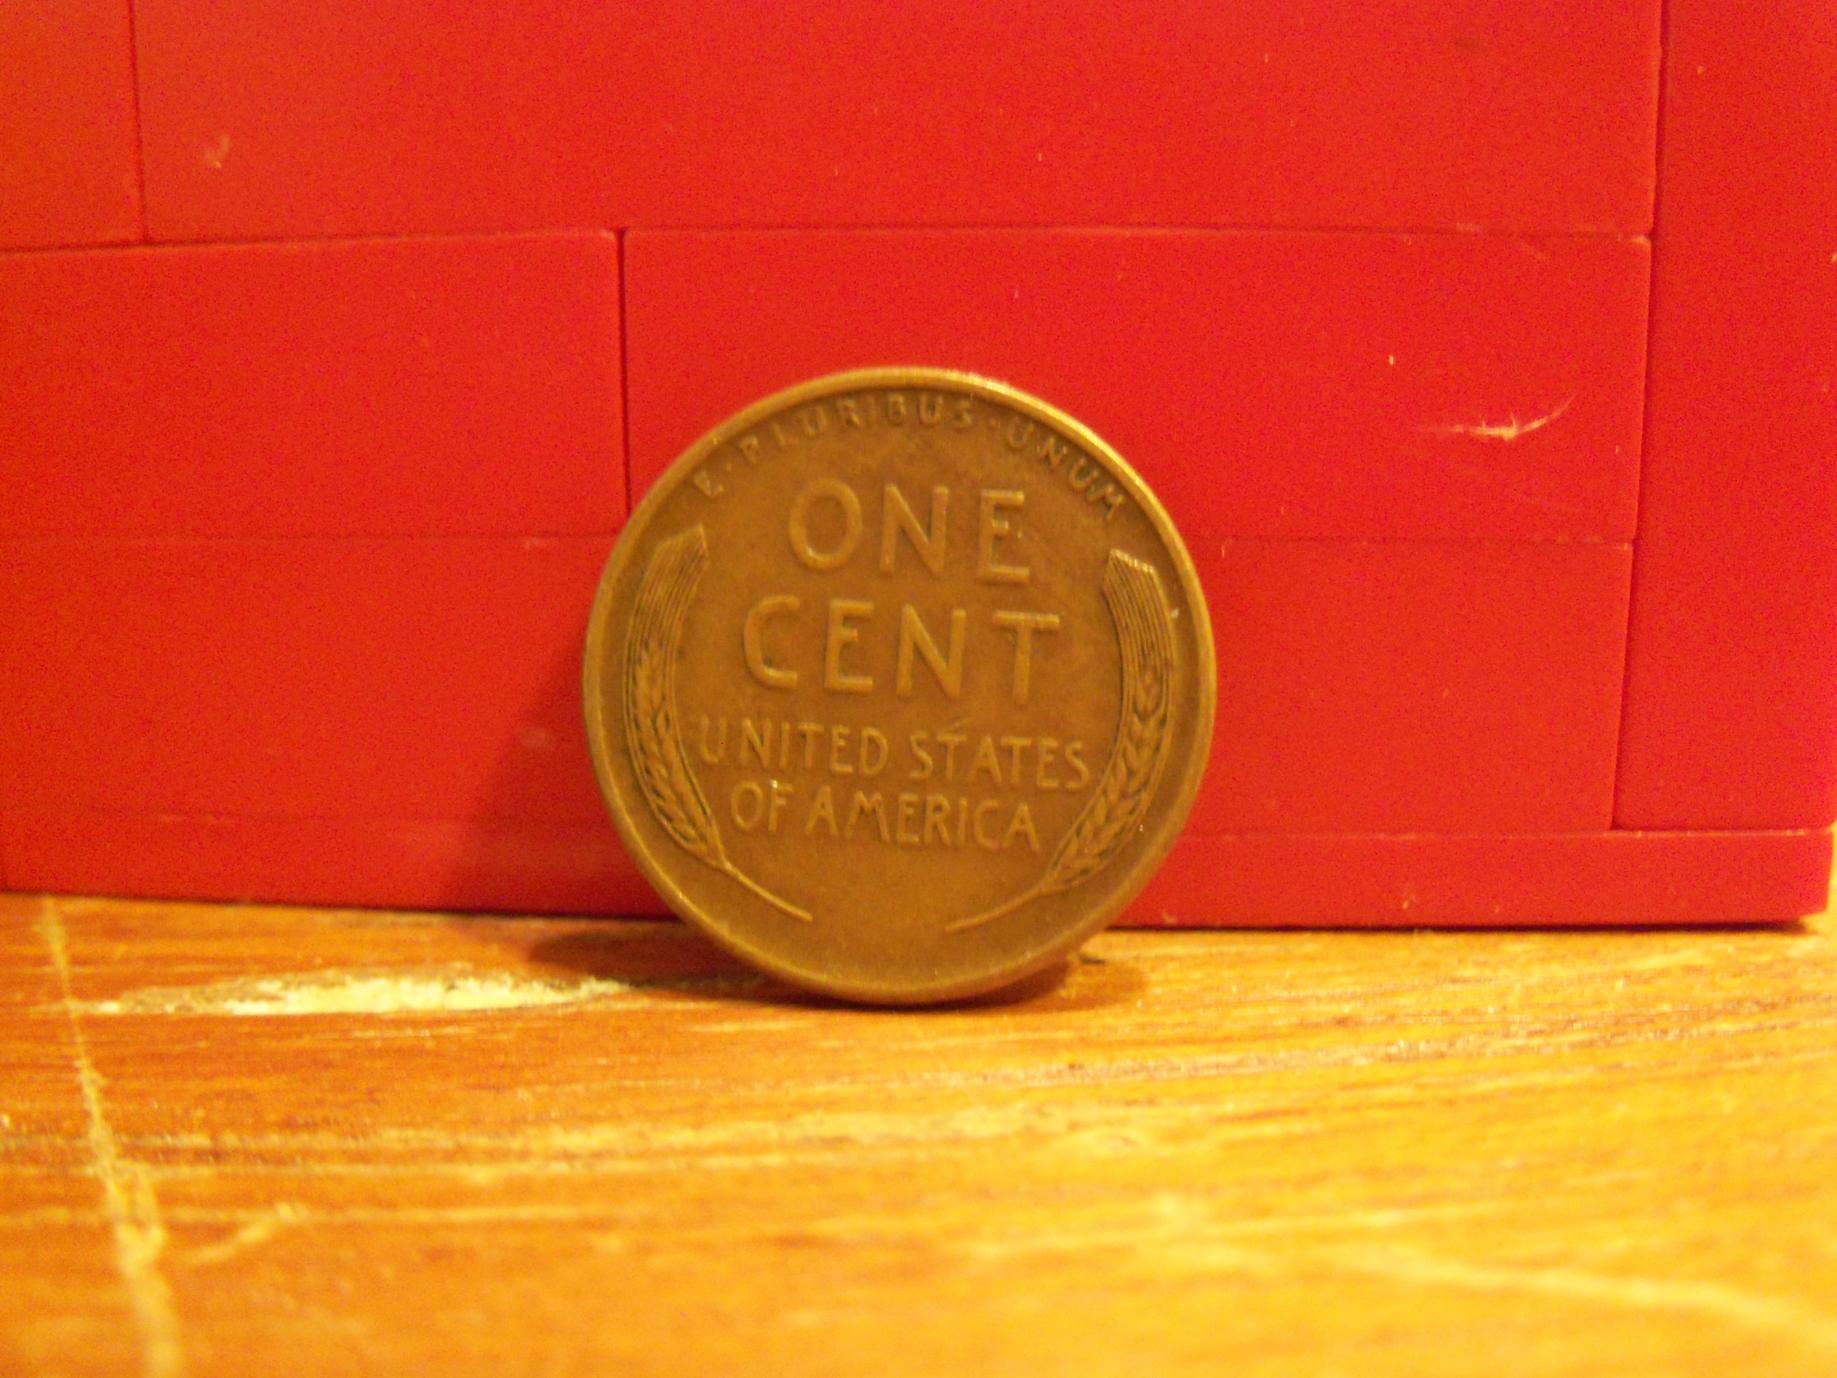 E · PLURIBUS · UNUM
ONE
CENT
UNITED STATES
OF AMERICA